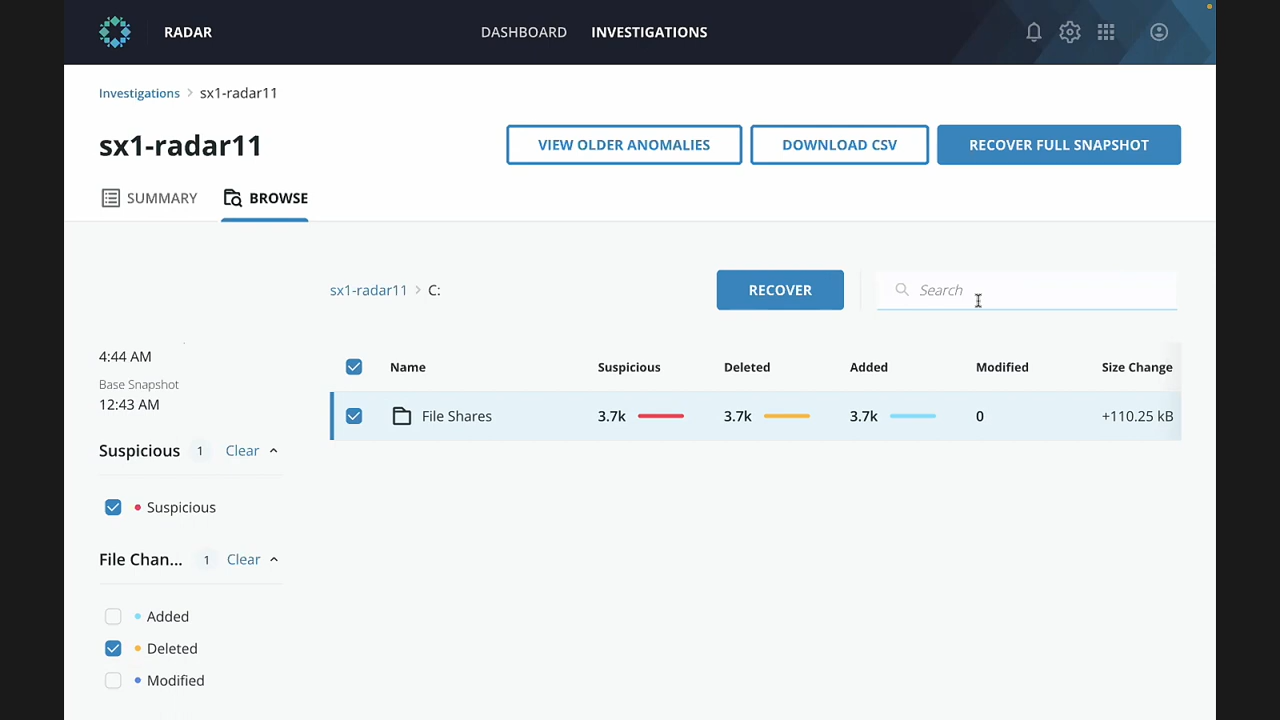 RADAR
DASHBOARD
INVESTIGATIONS
Investigations > sx1-radar11
sx1-radar11
VIEW OLDER ANOMALIES
DOWNLOAD CSV
RECOVER FULL SNAPSHOT
SUMMARY
BROWSE
sx1-radar11 > C:
RECOVER
Search
4:44 AM
Base Snapshot
12:43 AM
Suspicious 1 Clear
Suspicious
File Chan... 1 Clear
Added
Deleted
Modified
Name Suspicious Deleted Added Modified Size Change
File Shares 3.7k 3.7k 3.7k 0 +110.25 kB